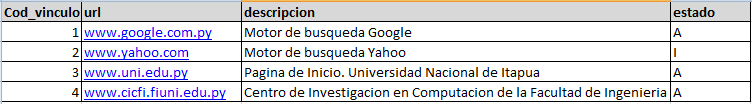 Cod_vinculo url descripcion estado
1 www.google.com.py Motor de busqueda Google A
2 www.yahoo.com Motor de busqueda Yahoo I
3 www.uni.edu.py Pagina de Inicio. Universidad Nacional de Itapua A
4 www.cicfi.fiuni.edu.py Centro de Investigacion en Computacion de la Facultad de Ingenieria A